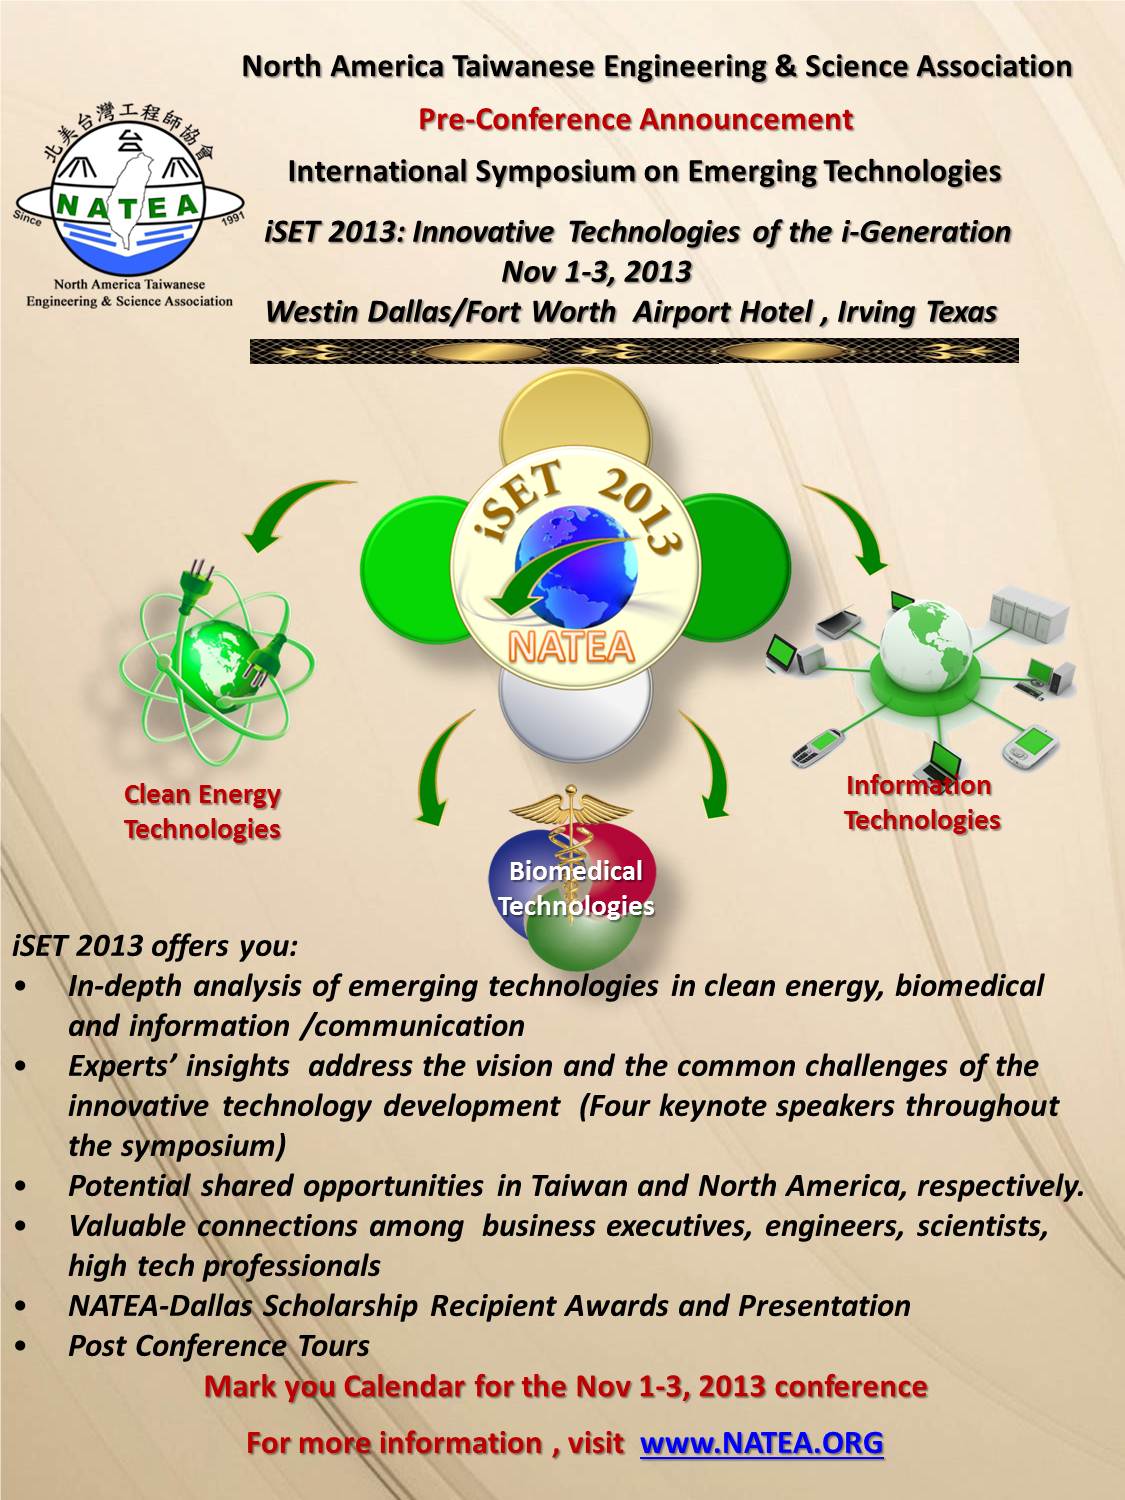 North America Taiwanese Engineering & Science Association
Pre-Conference Announcement
International Symposium on Emerging Technologies
iSET 2013: Innovative Technologies of the i-Generation
Nov 1-3, 2013
Westin Dallas/Fort Worth Airport Hotel , Irving Texas
北美台灣工程師協會
台
NATEA
Since 1991
North America Taiwanese
Engineering & Science Association
iSET 2013
NATEA
Clean Energy
Technologies
Information
Technologies
Biomedical
Technologies
iSET 2013 offers you:
• In-depth analysis of emerging technologies in clean energy, biomedical
and information /communication
• Experts’ insights address the vision and the common challenges of the
innovative technology development (Four keynote speakers throughout
the symposium)
• Potential shared opportunities in Taiwan and North America, respectively.
• Valuable connections among business executives, engineers, scientists,
high tech professionals
• NATEA-Dallas Scholarship Recipient Awards and Presentation
• Post Conference Tours
Mark you Calendar for the Nov 1-3, 2013 conference
For more information , visit www.NATEA.ORG